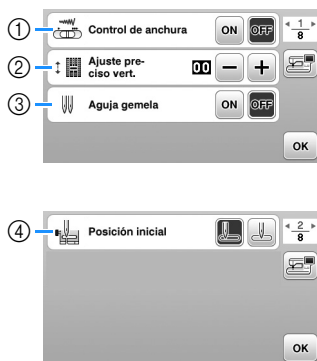 ① Control de anchura ON OFF 1
8
② Ajuste pre-
ciso vert. 00 − +
③ Aguja gemela ON OFF
OK
④ Posición inicial 2
8
OK